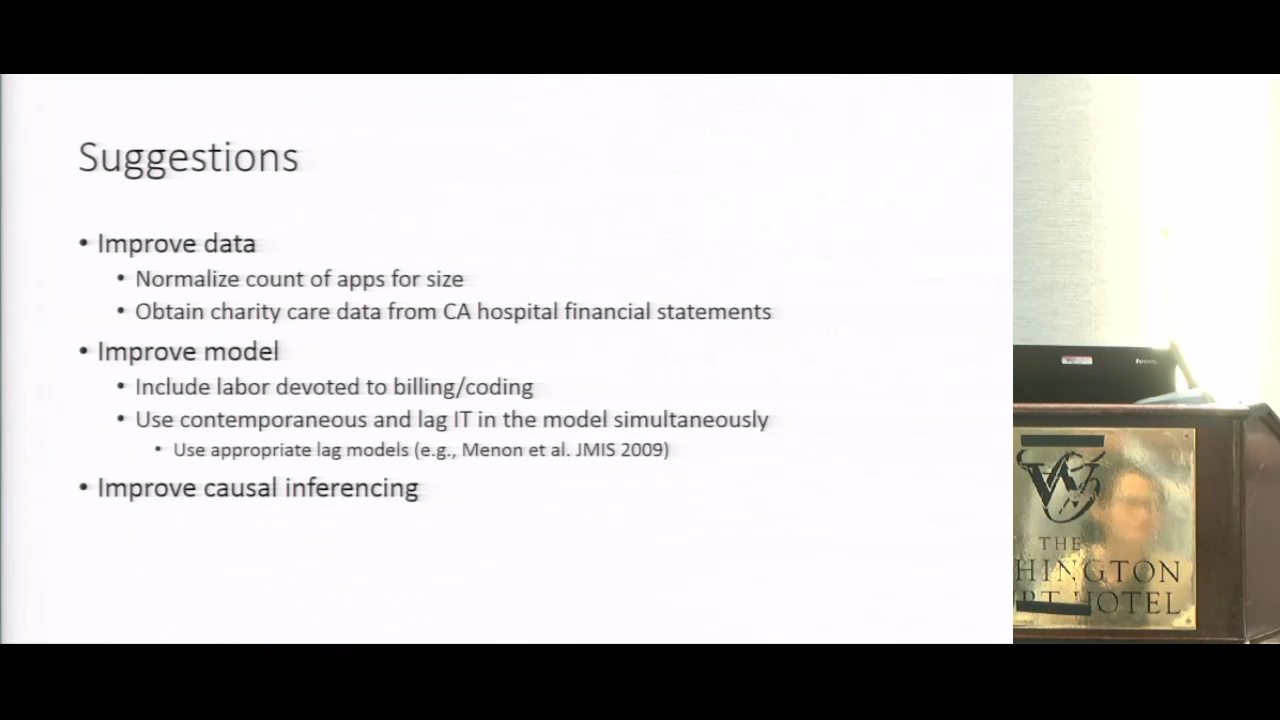 Suggestions
• Improve data
• Normalize count of apps for size
• Obtain charity care data from CA hospital financial statements
• Improve model
• Include labor devoted to billing/coding
• Use contemporaneous and lag IT in the model simultaneously
• Use appropriate lag models (e.g., Menon et al. JMIS 2009)
• Improve causal inferencing
THE
HINGTON
HOTEL